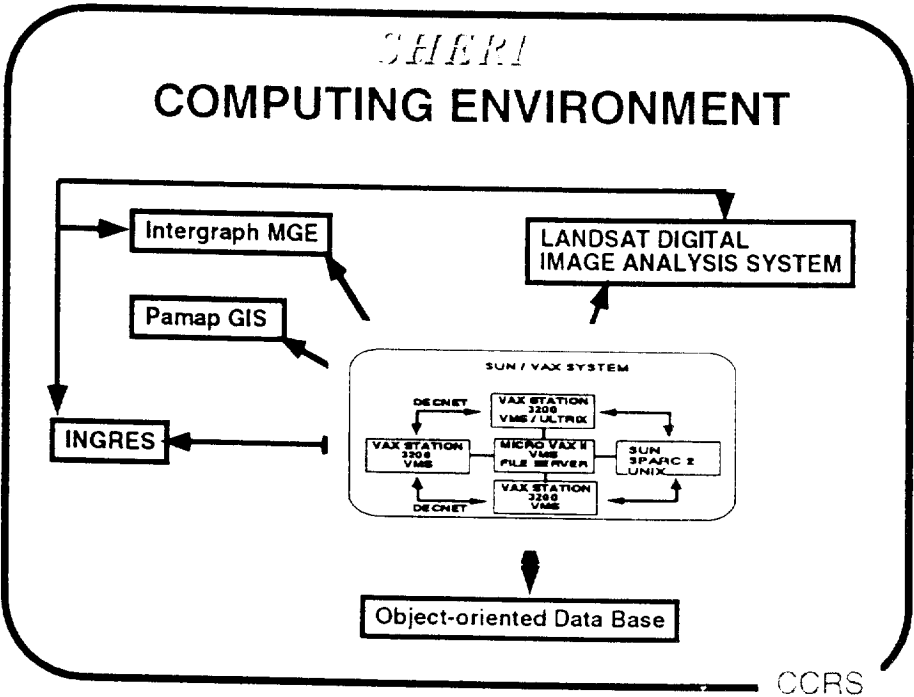 SHERI
COMPUTING ENVIRONMENT
Intergraph MGE
LANDSAT DIGITAL
IMAGE ANALYSIS SYSTEM
Pamap GIS
SUN / VAX SYSTEM
DECNET
VAX STATION
3200
VMS / ULTRIX
INGRES
VAX STATION
3200
VMS
MICRO VAX II
VMS
FILE SERVER
SUN
SPARC 2
UNIX
VAX STATION
3200
VMS
DECNET
Object-oriented Data Base
CCRS